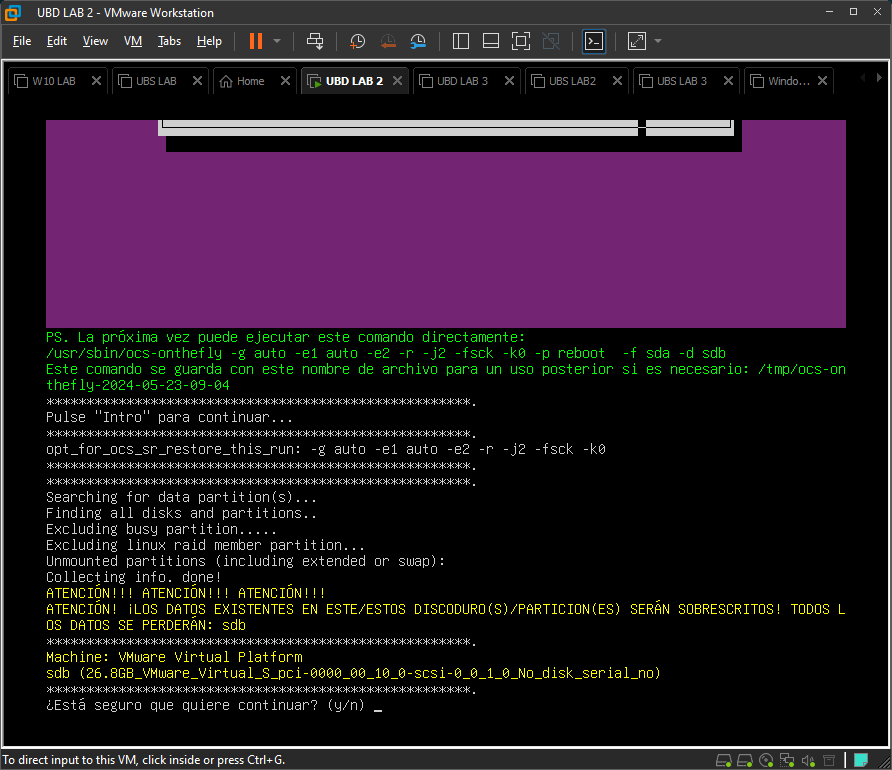 UBD LAB 2 - VMware Workstation
File Edit View VM Tabs Help
W10 LAB UBS LAB Home UBD LAB 2 UBD LAB 3 UBS LAB2 UBS LAB 3 Windo...
PS. La próxima vez puede ejecutar este comando directamente:
/usr/sbin/ocs-onthefly -g auto -e1 auto -e2 -r -j2 -fsck -k0 -p reboot  -f sda -d sdb
Este comando se guarda con este nombre de archivo para un uso posterior si es necesario: /tmp/ocs-on
thefly-2024-05-23-09-04
*****************************************************.
Pulse "Intro" para continuar...
*****************************************************.
opt_for_ocs_sr_restore_this_run: -g auto -e1 auto -e2 -r -j2 -fsck -k0
*****************************************************.
*****************************************************.
Searching for data partition(s)...
Finding all disks and partitions..
Excluding busy partition.....
Excluding linux raid member partition...
Unmounted partitions (including extended or swap):
Collecting info. done!
ATENCIÓN!!! ATENCIÓN!!! ATENCIÓN!!!
ATENCIÓN! ¡LOS DATOS EXISTENTES EN ESTE/ESTOS DISCODURO(S)/PARTICION(ES) SERÁN SOBRESCRITOS! TODOS L
OS DATOS SE PERDERÁN: sdb
*****************************************************.
Machine: VMware Virtual Platform
sdb (26.8GB_VMware_Virtual_S_pci-0000_00_10_0-scsi-0_0_1_0_No_disk_serial_no)
*****************************************************.
¿Está seguro que quiere continuar? (y/n) _
To direct input to this VM, click inside or press Ctrl+G.